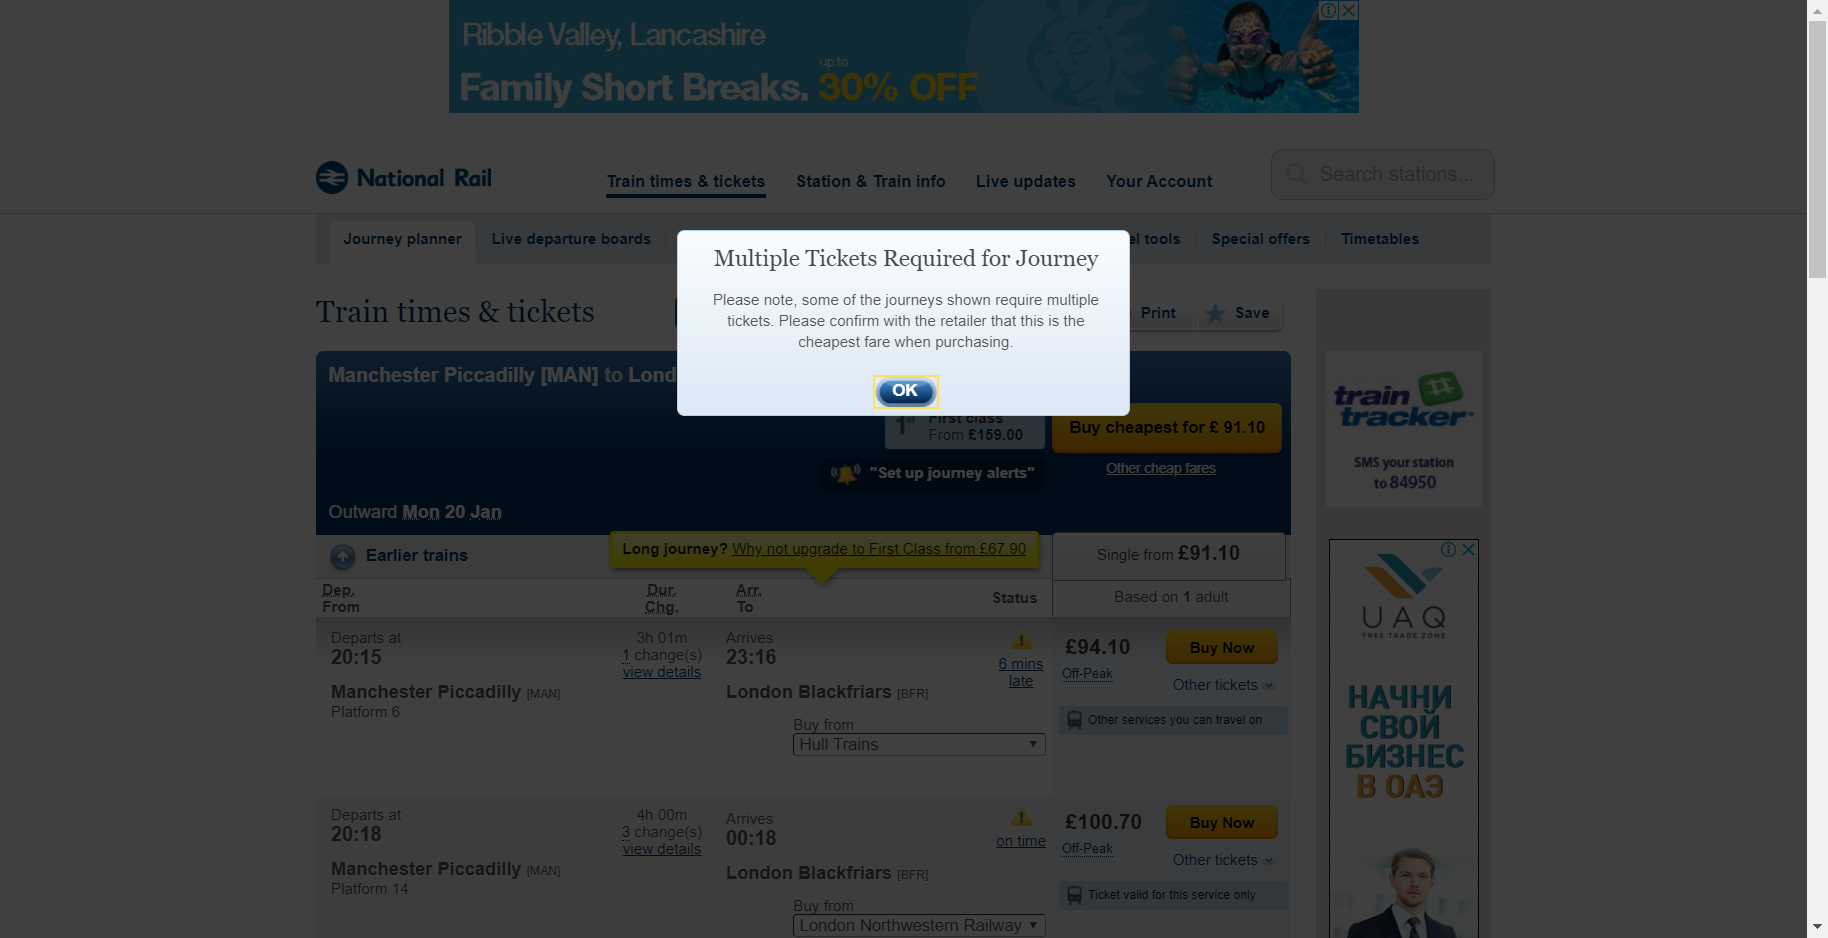 Ribble Valley, Lancashire
up to
Family Short Breaks. 30% OFF
National Rail
Train times & tickets
Station & Train info
Live updates
Your Account
Search stations...
Journey planner
Live departure boards
el tools
Special offers
Timetables
Multiple Tickets Required for Journey
Please note, some of the journeys shown require multiple
tickets. Please confirm with the retailer that this is the
cheapest fare when purchasing.
OK
Train times & tickets
Print
Save
Manchester Piccadilly [MAN] to Lond
1st
First class
From £159.00
Buy cheapest for £ 91.10
Other cheap fares
"Set up journey alerts"
Outward Mon 20 Jan
Earlier trains
Long journey? Why not upgrade to First Class from £67.90
Single from £91.10
Dep.
From
Dur.
Chg.
Arr.
To
Status
Based on 1 adult
Departs at
20:15
Manchester Piccadilly [MAN]
Platform 6
3h 01m
1 change(s)
view details
Arrives
23:16
London Blackfriars [BFR]
6 mins
late
Buy from
Hull Trains
£94.10
Off-Peak
Buy Now
Other tickets
Other services you can travel on
Departs at
20:18
Manchester Piccadilly [MAN]
Platform 14
4h 00m
3 change(s)
view details
Arrives
00:18
London Blackfriars [BFR]
on time
Buy from
London Northwestern Railway
£100.70
Off-Peak
Buy Now
Other tickets
Ticket valid for this service only
train
tracker
SMS your station
to 84950
UAQ
FREE TRADE ZONE
НАЧНИ
СВОЙ
БИЗНЕС
В ОАЭ